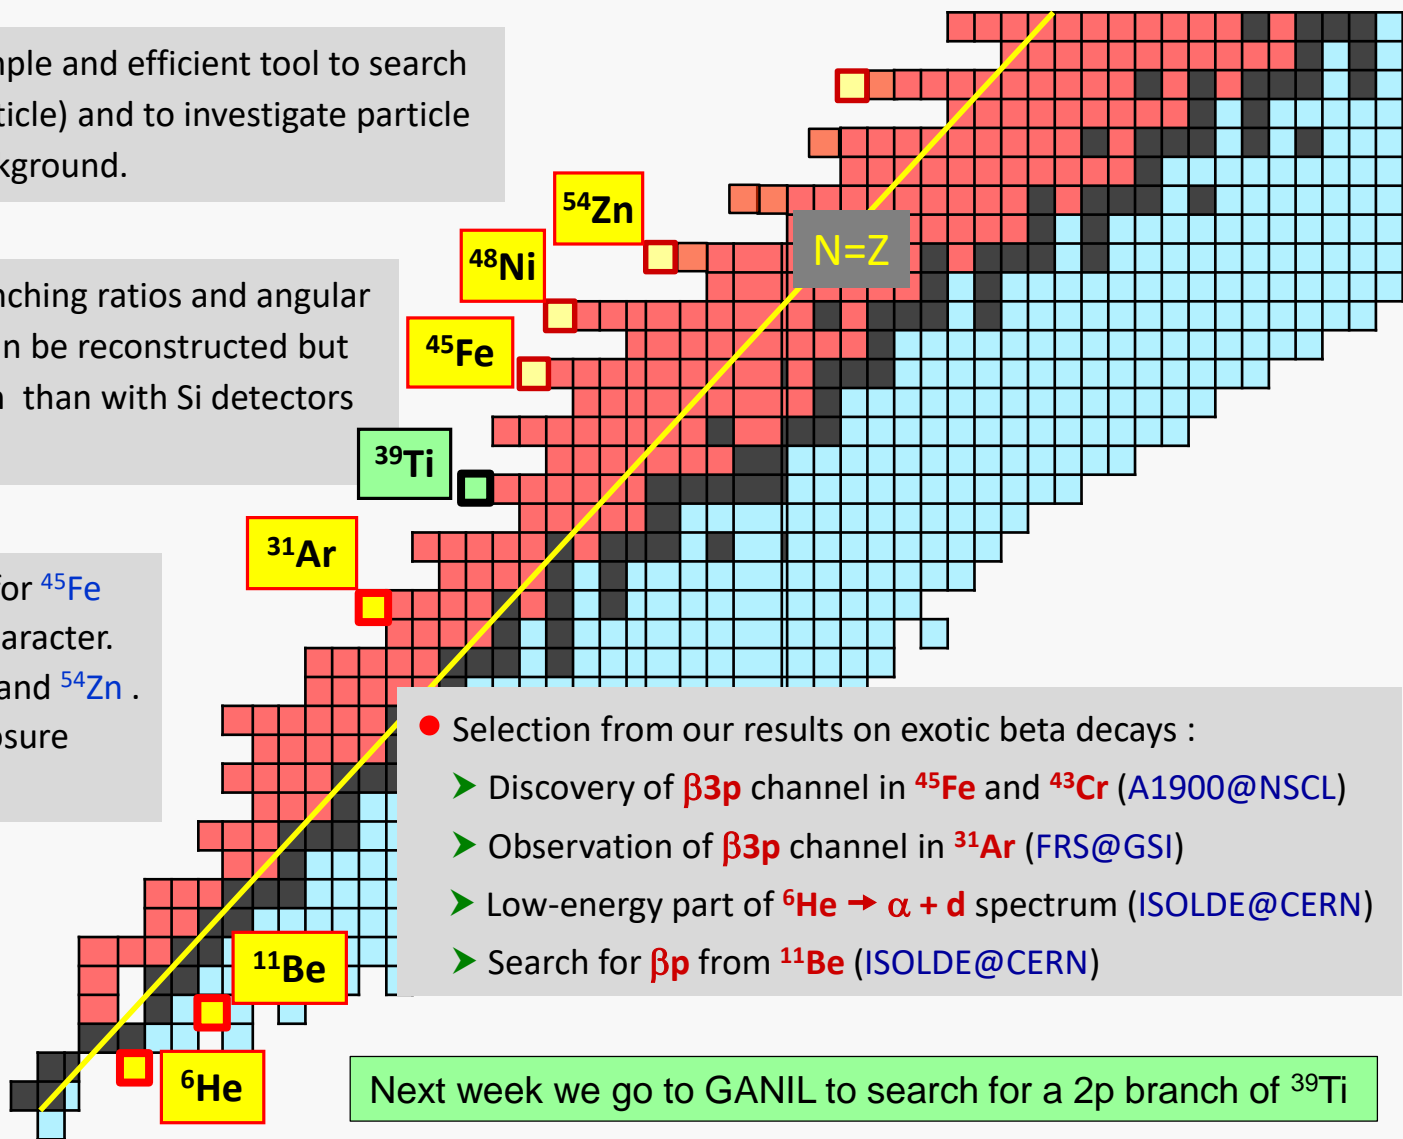 mple and efficient tool to search
ticle) and to investigate particle
kground.
nching ratios and angular
n be reconstructed but
n than with Si detectors
or ⁴⁵Fe
aracter.
and ⁵⁴Zn .
osure
⁵⁴Zn
⁴⁸Ni
⁴⁵Fe
³⁹Ti
³¹Ar
N=Z
● Selection from our results on exotic beta decays :
➤ Discovery of β3p channel in ⁴⁵Fe and ⁴³Cr (A1900@NSCL)
➤ Observation of β3p channel in ³¹Ar (FRS@GSI)
➤ Low-energy part of ⁶He → α + d spectrum (ISOLDE@CERN)
➤ Search for βp from ¹¹Be (ISOLDE@CERN)
¹¹Be
⁶He
Next week we go to GANIL to search for a 2p branch of ³⁹Ti